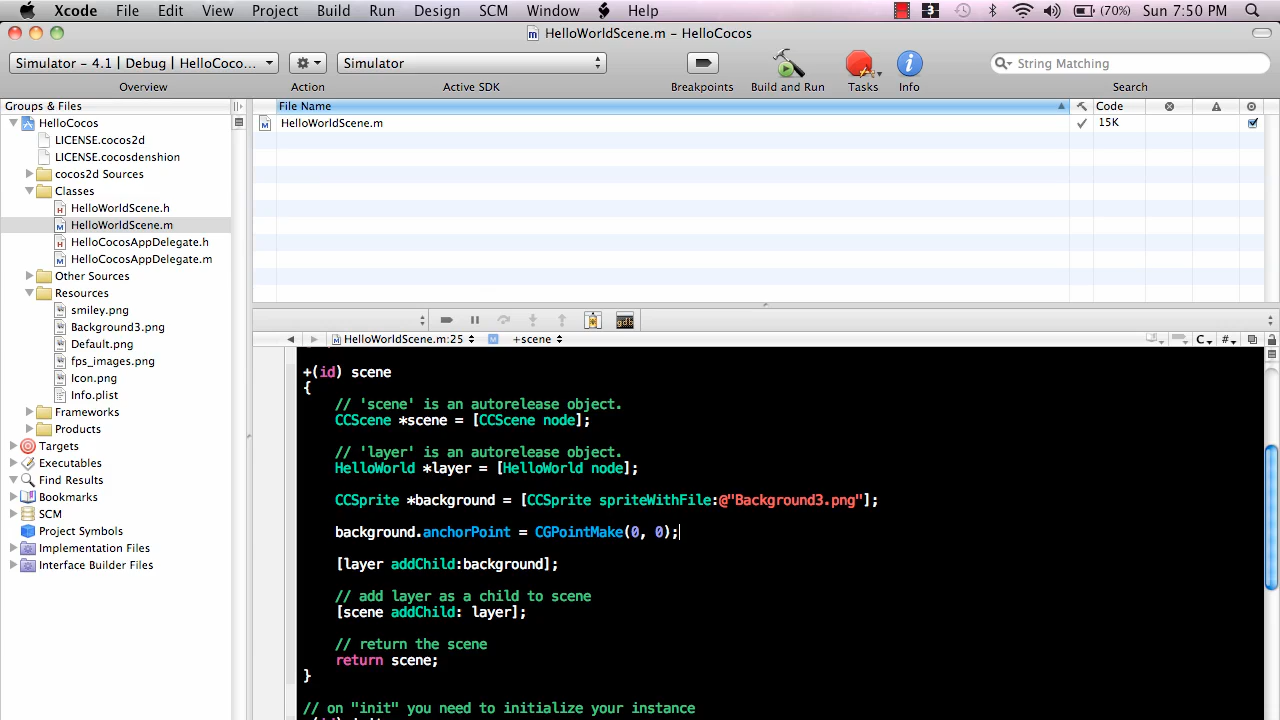 Xcode File Edit View Project Build Run Design SCM Window Help 3 (70%) Sun 7:50 PM
HelloWorldScene.m - HelloCocos
Simulator - 4.1 | Debug | HelloCoco... Simulator String Matching
Overview Action Active SDK Breakpoints Build and Run Tasks Info Search
Groups & Files File Name Code
HelloCocos HelloWorldScene.m 15K
LICENSE.cocos2d
LICENSE.cocosdenshion
cocos2d Sources
Classes
HelloWorldScene.h
HelloWorldScene.m
HelloCocosAppDelegate.h
HelloCocosAppDelegate.m
Other Sources
Resources
smiley.png
Background3.png
Default.png
fps_images.png
Icon.png
Info.plist
Frameworks
Products
Targets
Executables
Find Results
Bookmarks
SCM
Project Symbols
Implementation Files
Interface Builder Files
gdb
HelloWorldScene.m:25 +scene C #
+(id) scene
{
// 'scene' is an autorelease object.
CCScene *scene = [CCScene node];
// 'layer' is an autorelease object.
HelloWorld *layer = [HelloWorld node];
CCSprite *background = [CCSprite spriteWithFile:@"Background3.png"];
background.anchorPoint = CGPointMake(0, 0);
[layer addChild:background];
// add layer as a child to scene
[scene addChild: layer];
// return the scene
return scene;
}
// on "init" you need to initialize your instance